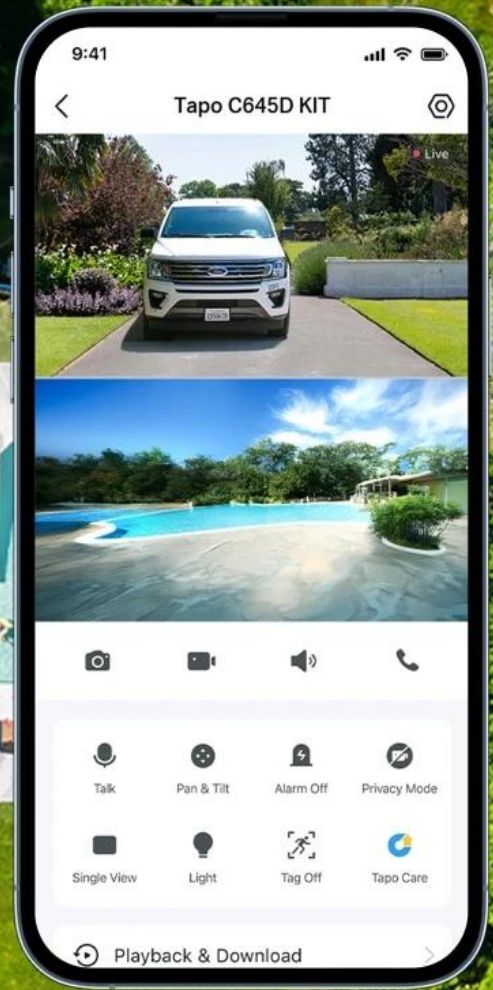 9:41
Tapo C645D KIT
Live
Talk
Pan & Tilt
Alarm Off
Privacy Mode
Single View
Light
Tag Off
Tapo Care
Playback & Download